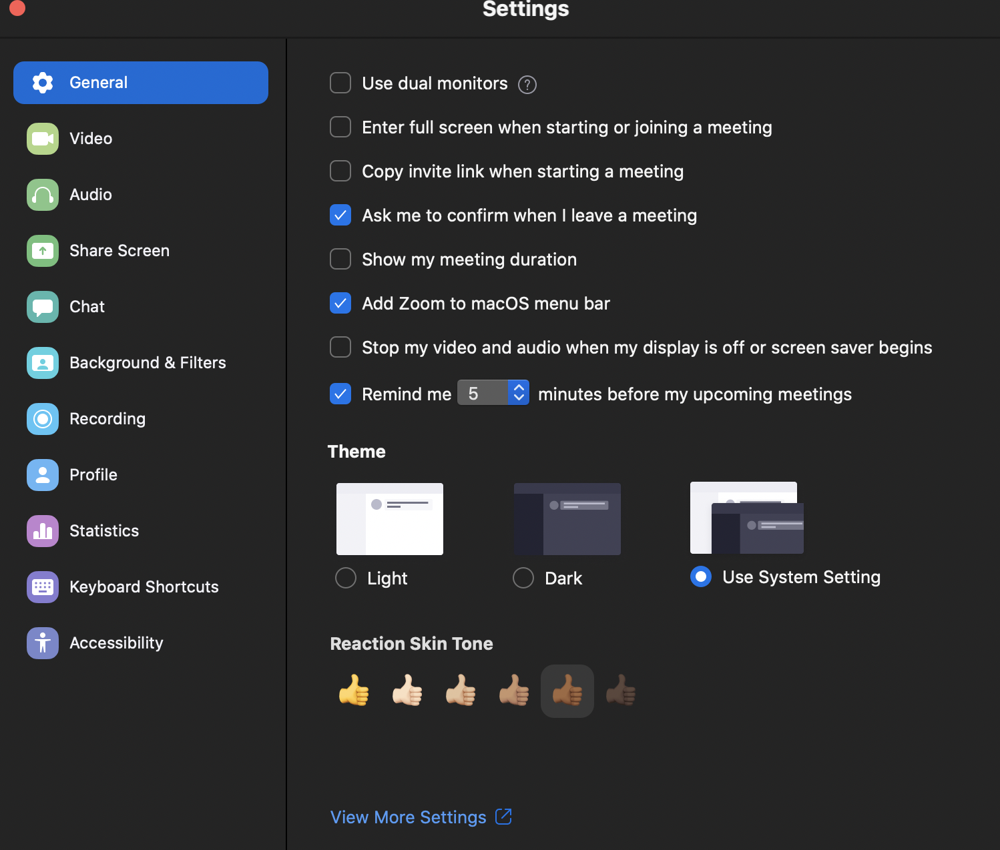 Settings
General
Video
Audio
Share Screen
Chat
Background & Filters
Recording
Profile
Statistics
Keyboard Shortcuts
Accessibility
Use dual monitors ?
Enter full screen when starting or joining a meeting
Copy invite link when starting a meeting
Ask me to confirm when I leave a meeting
Show my meeting duration
Add Zoom to macOS menu bar
Stop my video and audio when my display is off or screen saver begins
Remind me 5 minutes before my upcoming meetings
Theme
Light Dark Use System Setting
Reaction Skin Tone
View More Settings